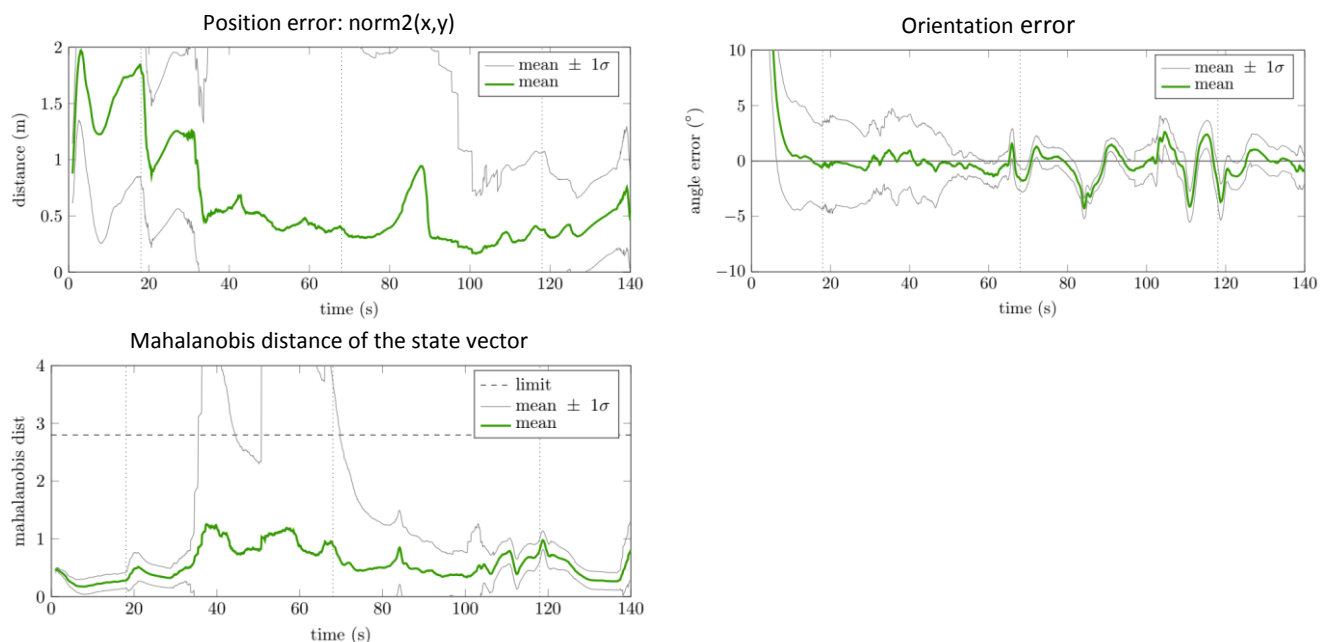 Position error: norm2(x,y)
2
1.5
1
0.5
0
distance (m)
mean ± 1σ
mean
0 20 40 60 80 100 120 140
time (s)
Orientation error
10
5
0
−5
−10
angle error (°)
mean ± 1σ
mean
0 20 40 60 80 100 120 140
time (s)
Mahalanobis distance of the state vector
4
3
2
1
0
mahalanobis dist
limit
mean ± 1σ
mean
0 20 40 60 80 100 120 140
time (s)